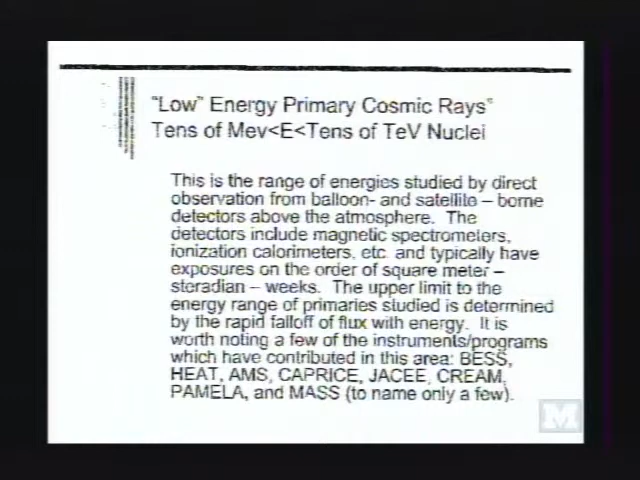 "Low" Energy Primary Cosmic Rays"
Tens of Mev<E<Tens of TeV Nuclei
This is the range of energies studied by direct
observation from balloon- and satellite – borne
detectors above the atmosphere. The
detectors include magnetic spectrometers,
ionization calorimeters, etc. and typically have
exposures on the order of square meter –
steradian – weeks. The upper limit to the
energy range of primaries studied is determined
by the rapid falloff of flux with energy. It is
worth noting a few of the instruments/programs
which have contributed in this area: BESS,
HEAT, AMS, CAPRICE, JACEE, CREAM,
PAMELA, and MASS (to name only a few).
M